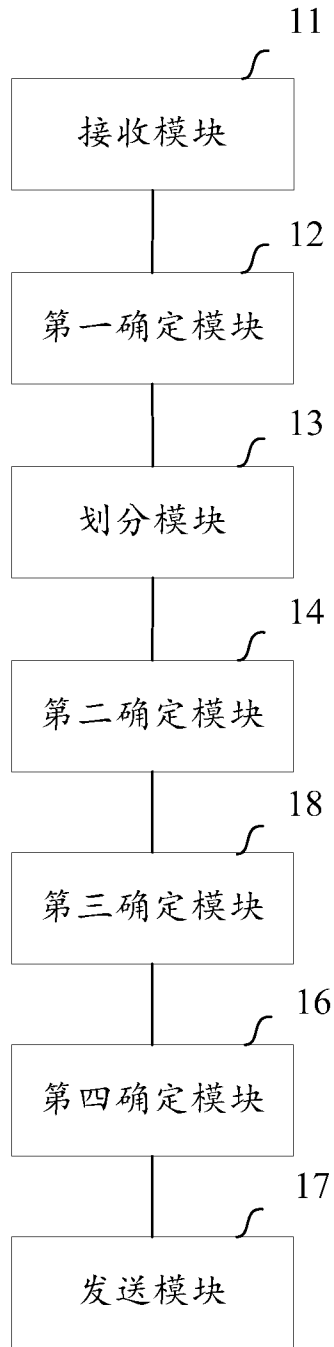 11
接收模块
12
第一确定模块
13
划分模块
14
第二确定模块
18
第三确定模块
16
第四确定模块
17
发送模块